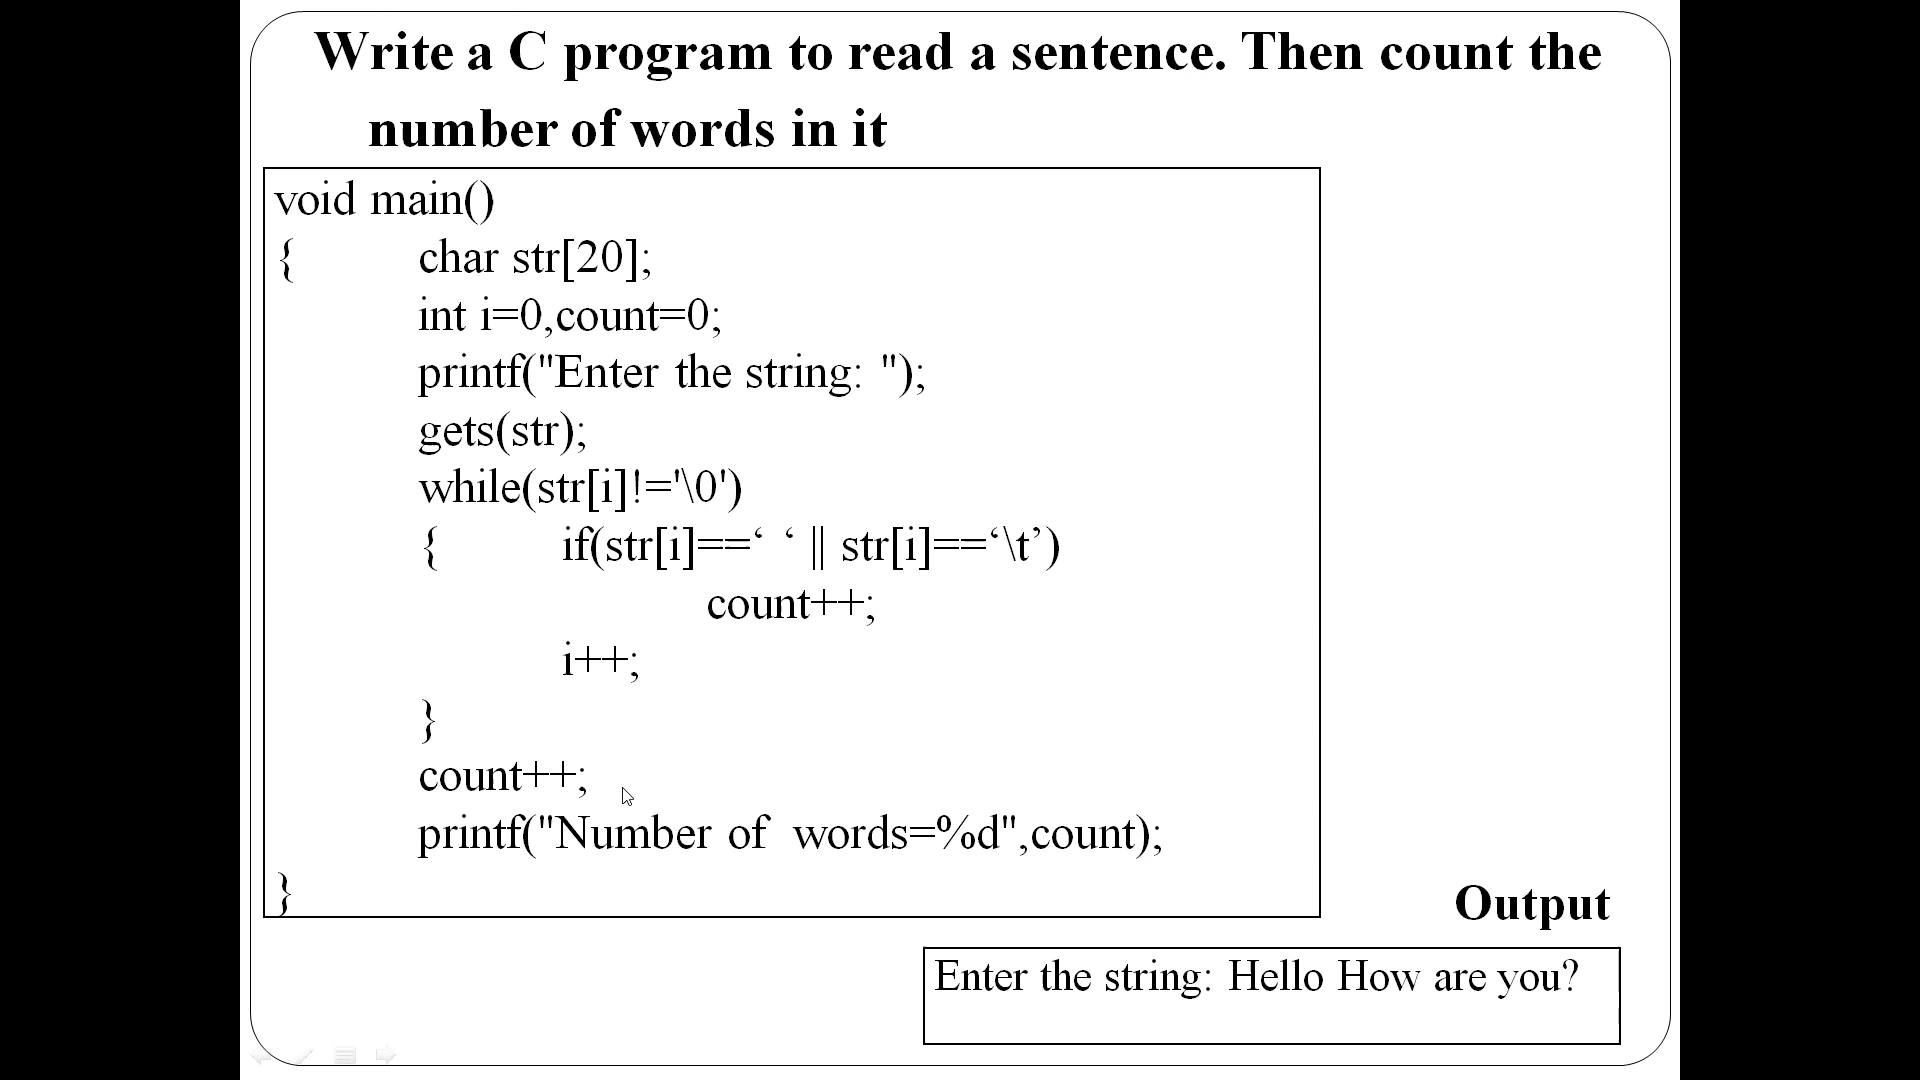 Write a C program to read a sentence. Then count the
number of words in it
void main()
{ char str[20];
int i=0,count=0;
printf("Enter the string: ");
gets(str);
while(str[i]!='\0')
{ if(str[i]==‘ ‘ || str[i]==‘\t’)
count++;
i++;
}
count++;
printf("Number of  words=%d",count);
}
Output
Enter the string: Hello How are you?